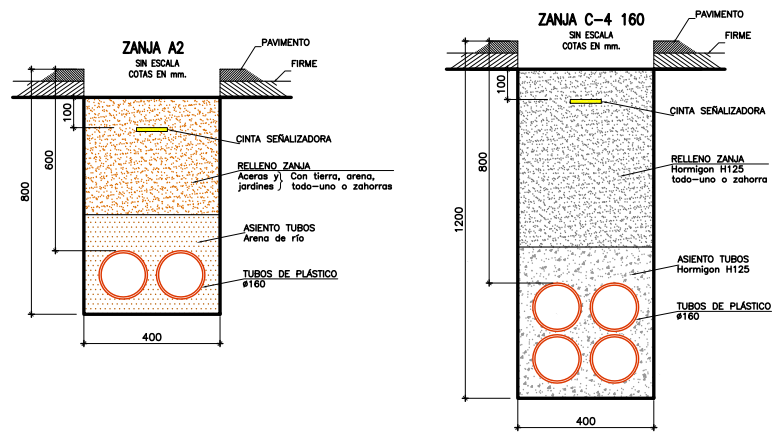 ZANJA A2
SIN ESCALA
COTAS EN mm.
PAVIMENTO
FIRME
100
600
800
CINTA SEÑALIZADORA
RELLENO ZANJA
Aceras y } Con tierra, arena,
jardines } todo-uno o zahorras
ASIENTO TUBOS
Arena de río
TUBOS DE PLÁSTICO
ø160
400
ZANJA C-4 160
SIN ESCALA
COTAS EN mm.
PAVIMENTO
FIRME
100
800
1200
CINTA SEÑALIZADORA
RELLENO ZANJA
Hormigon H125
todo-uno o zahorra
ASIENTO TUBOS
Hormigon H125
TUBOS DE PLÁSTICO
ø160
400